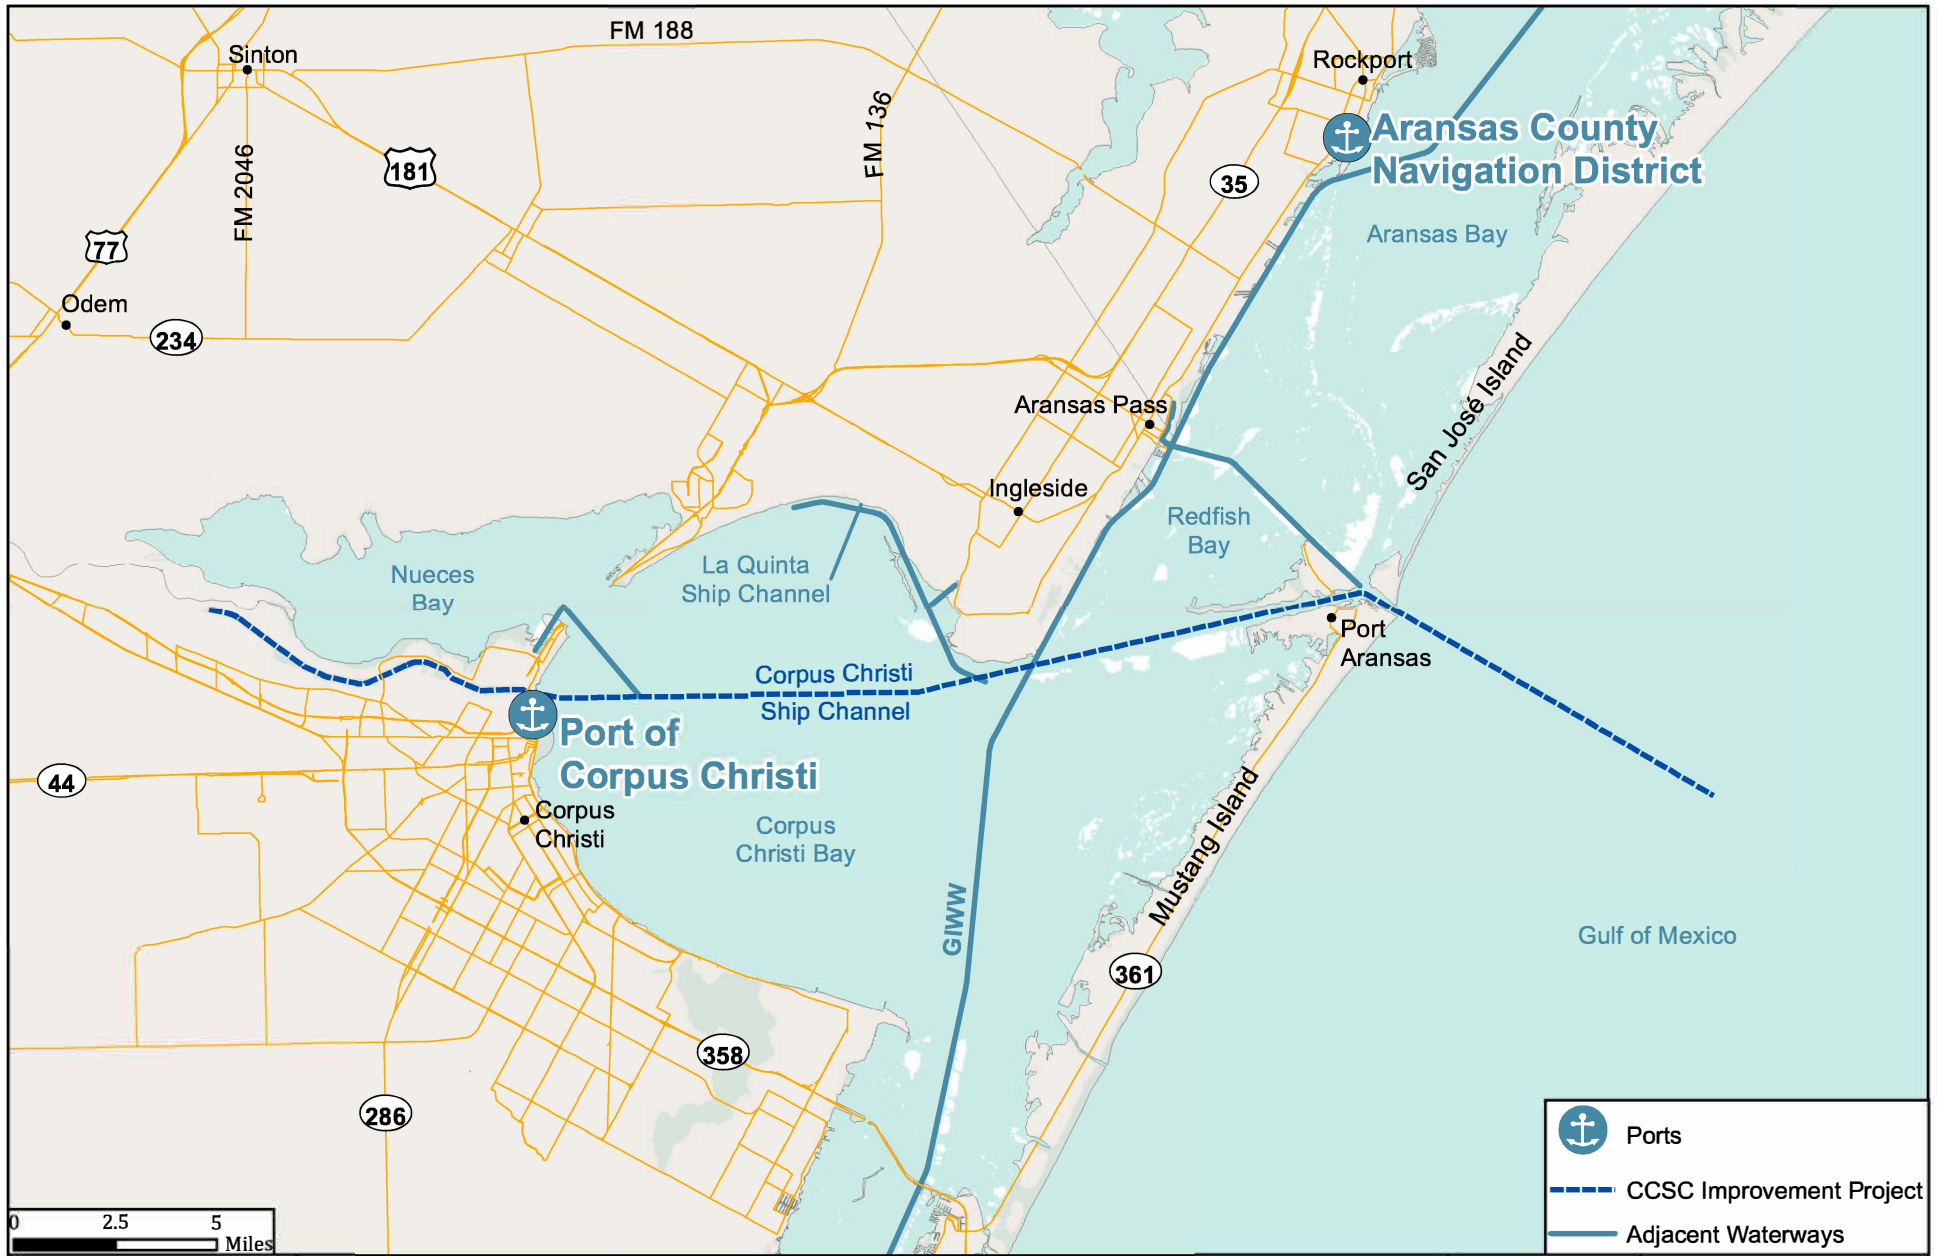 FM 188
Sinton
Rockport
FM 136
Aransas County
Navigation District
FM 2046
181
35
77
Aransas Bay
Odem
234
San José Island
Aransas Pass
Ingleside
Redfish
Bay
La Quinta
Ship Channel
Nueces
Bay
Port
Aransas
Corpus Christi
Ship Channel
Port of
Corpus Christi
44
Corpus
Christi
Corpus
Christi Bay
Mustang Island
GIWW
Gulf of Mexico
361
358
286
Ports
CCSC Improvement Project
Adjacent Waterways
0 2.5 5
Miles